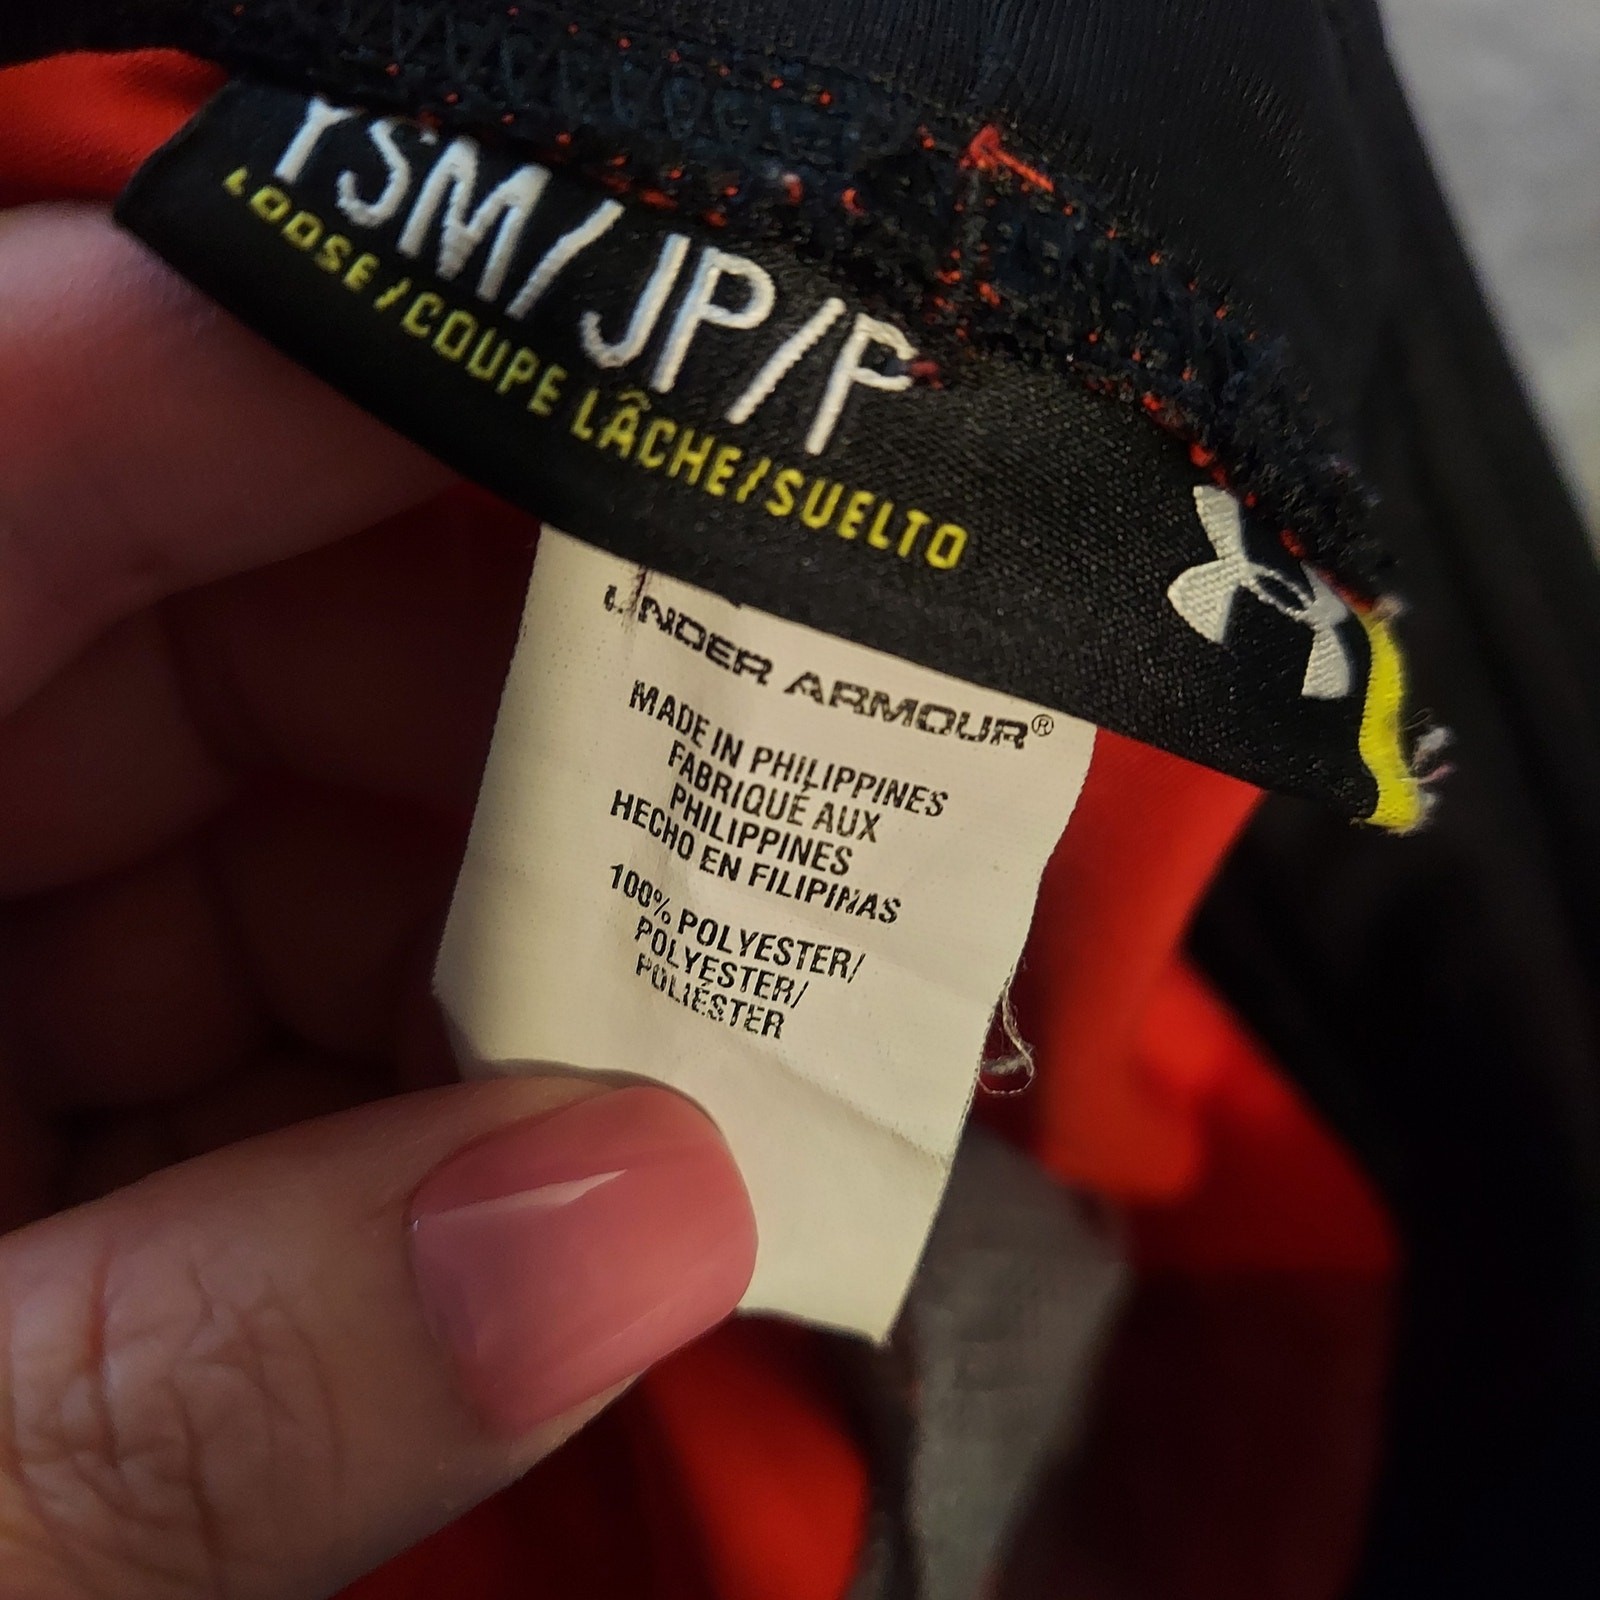 YSM/JP/P
LOOSE/COUPE LÂCHE/SUELTO
UNDER ARMOUR®
MADE IN PHILIPPINES
FABRIQUÉ AUX
PHILIPPINES
HECHO EN FILIPINAS
100% POLYESTER/
POLYESTER/
POLIÉSTER